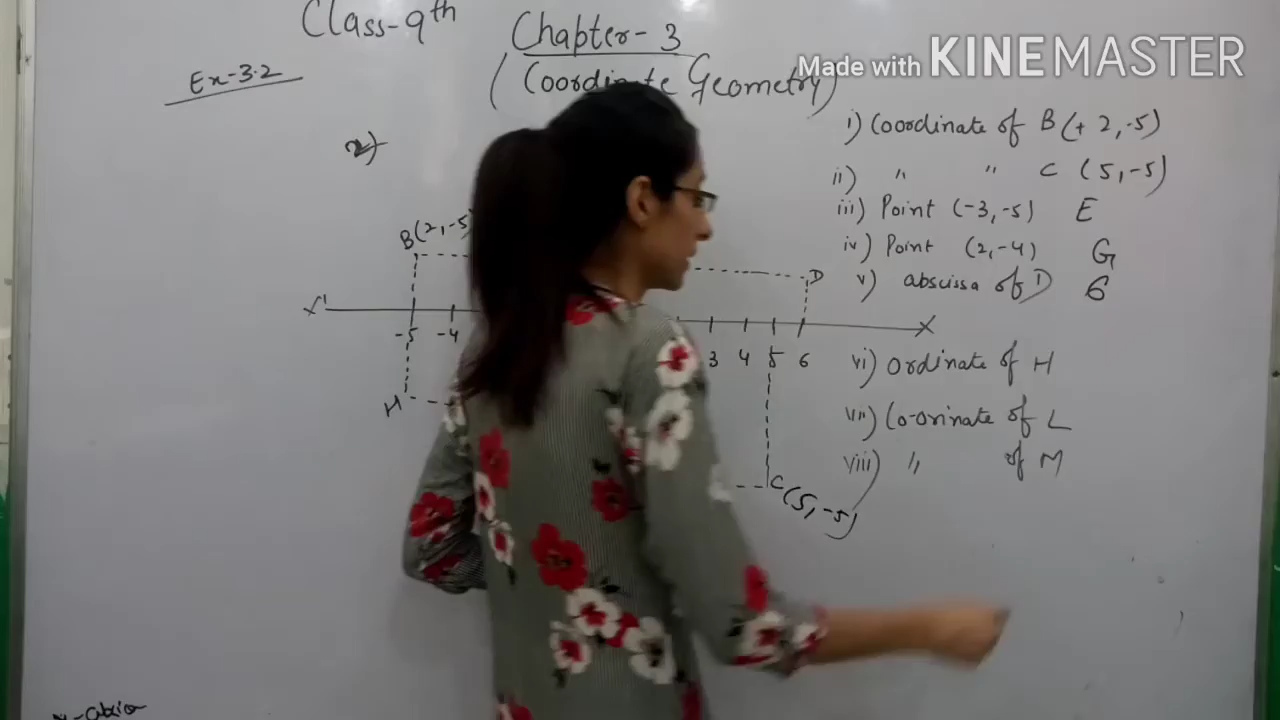 Class-9th
Chapter-3
Ex-3.2
(Coordinate Geometry)
Made with KINEMASTER
2)
i) Coordinate of B(+2,-5)
ii) " " C (5,-5)
iii) Point (-3,-5) E
iv) Point (2,-4) G
v) abscissa of D 6
vi) Ordinate of H
vii) Co-orinate of L
viii) " of M
B(2,-5)
D
X' X
-5 -4 3 4 5 6
H
C (5,-5)